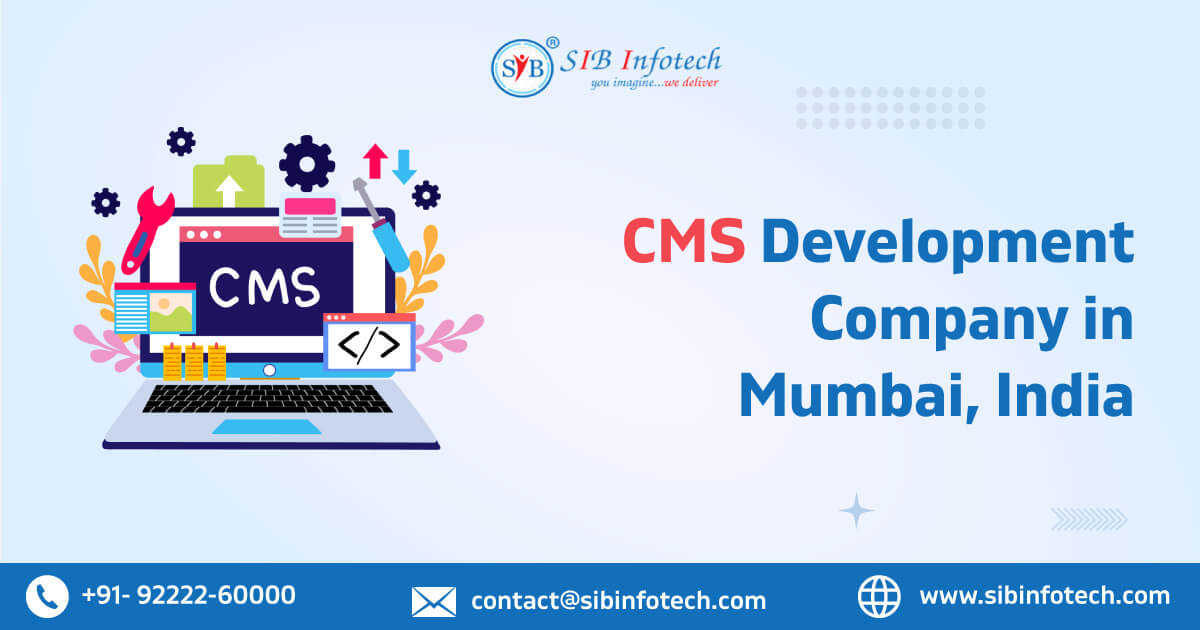 SYB ®
SIB Infotech
you imagine...we deliver
CMS
</>
CMS Development
Company in
Mumbai, India
+91- 92222-60000
contact@sibinfotech.com
www.sibinfotech.com